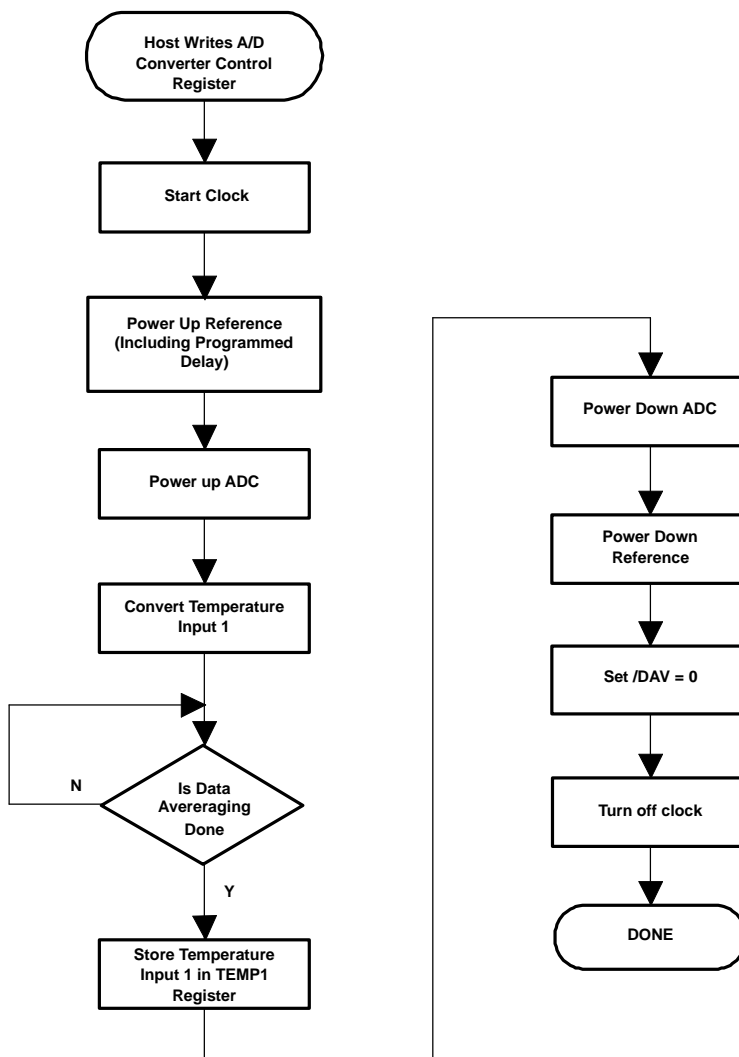 Host Writes A/D
Converter Control
Register
Start Clock
Power Up Reference
(Including Programmed
Delay)
Power up ADC
Convert Temperature
Input 1
N
Is Data
Avereraging
Done
Y
Store Temperature
Input 1 in TEMP1
Register
Power Down ADC
Power Down
Reference
Set /DAV = 0
Turn off clock
DONE